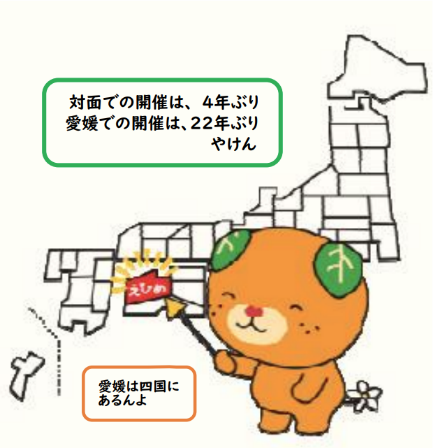 対面での開催は、4年ぶり
愛媛での開催は、22年ぶり
やけん
えひめ
愛媛は四国に
あるんよ